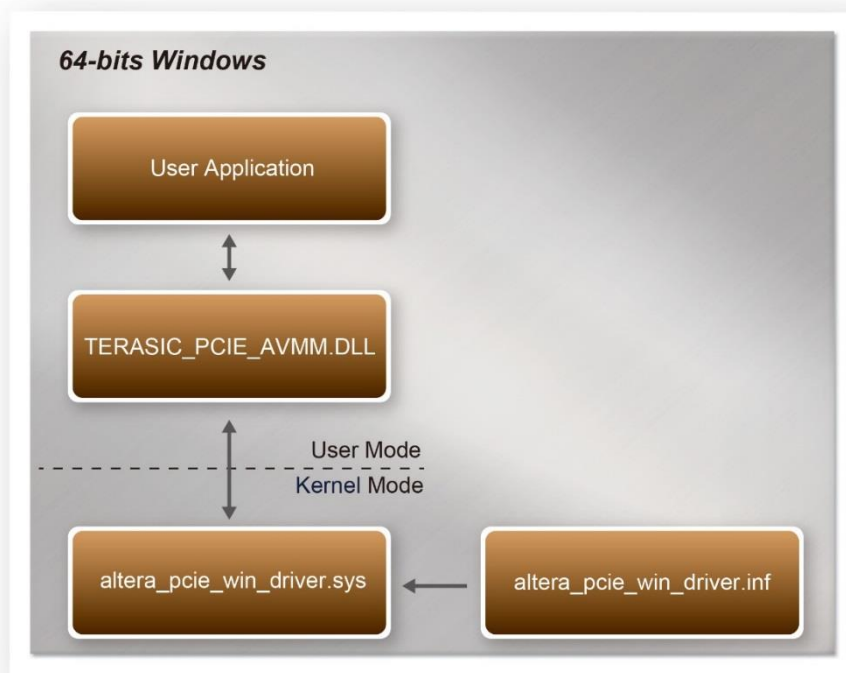 64-bits Windows
User Application
TERASIC_PCIE_AVMM.DLL
User Mode
Kernel Mode
altera_pcie_win_driver.sys
altera_pcie_win_driver.inf